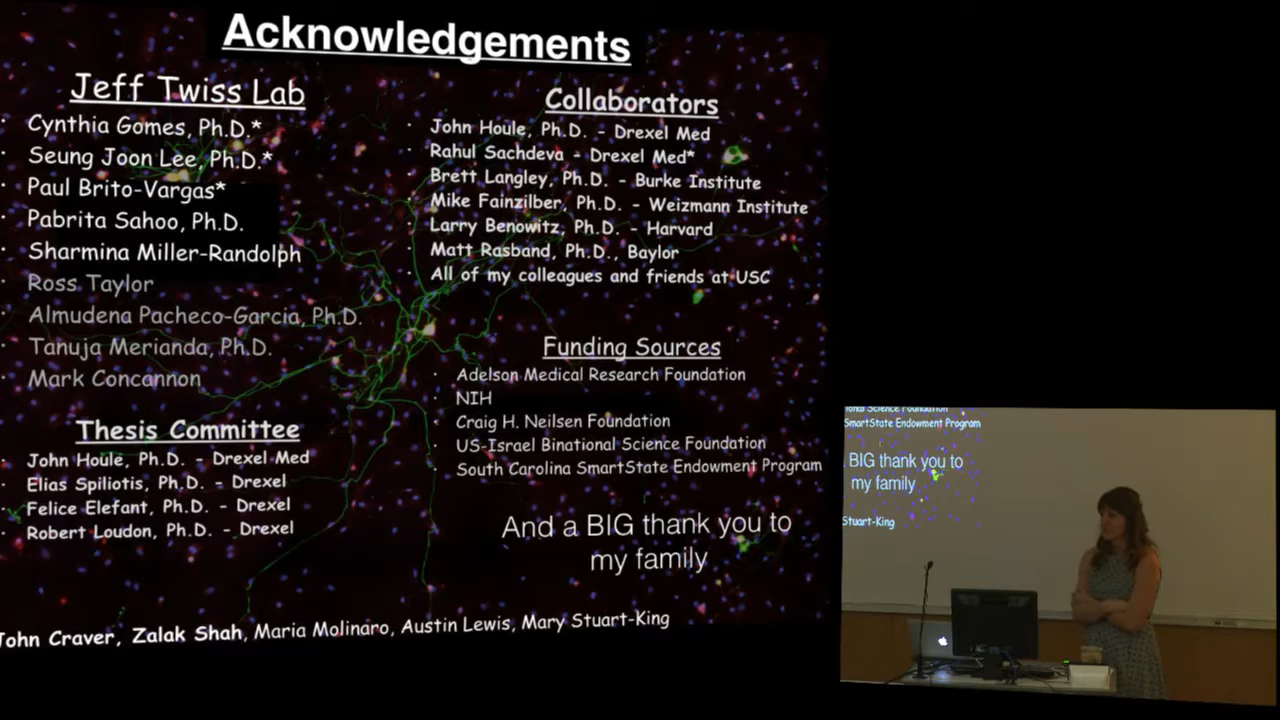 Acknowledgements
Jeff Twiss Lab
Cynthia Gomes, Ph.D.*
Seung Joon Lee, Ph.D.*
Paul Brito-Vargas*
Pabrita Sahoo, Ph.D.
Sharmina Miller-Randolph
Ross Taylor
Almudena Pacheco-Garcia, Ph.D.
Tanuja Merianda, Ph.D.
Mark Concannon
Thesis Committee
John Houle, Ph.D. - Drexel Med
Elias Spiliotis, Ph.D. - Drexel
Felice Elefant, Ph.D. - Drexel
Robert Loudon, Ph.D. - Drexel
Collaborators
John Houle, Ph.D. - Drexel Med
Rahul Sachdeva - Drexel Med*
Brett Langley, Ph.D. - Burke Institute
Mike Fainzilber, Ph.D. - Weizmann Institute
Larry Benowitz, Ph.D. - Harvard
Matt Rasband, Ph.D., Baylor
All of my colleagues and friends at USC
Funding Sources
Adelson Medical Research Foundation
NIH
Craig H. Neilsen Foundation
US-Israel Binational Science Foundation
South Carolina SmartState Endowment Program
And a BIG thank you to
my family
John Craver, Zalak Shah, Maria Molinaro, Austin Lewis, Mary Stuart-King
ional Science Foundation
SmartState Endowment Program
BIG thank you to
my family
Stuart-King